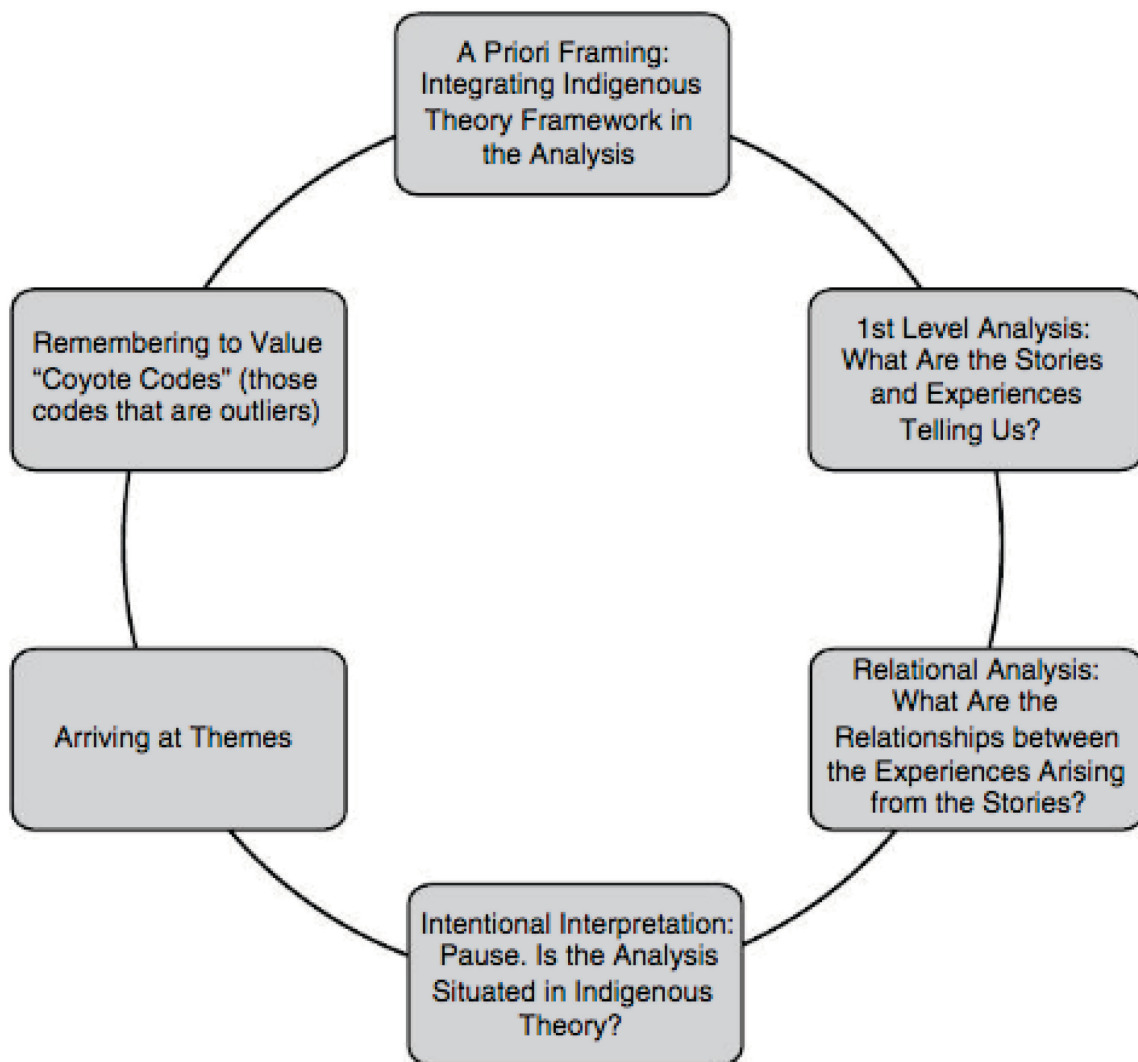 A Priori Framing:
Integrating Indigenous
Theory Framework in
the Analysis
1st Level Analysis:
What Are the Stories
and Experiences
Telling Us?
Relational Analysis:
What Are the
Relationships between
the Experiences Arising
from the Stories?
Intentional Interpretation:
Pause. Is the Analysis
Situated in Indigenous
Theory?
Arriving at Themes
Remembering to Value
“Coyote Codes” (those
codes that are outliers)